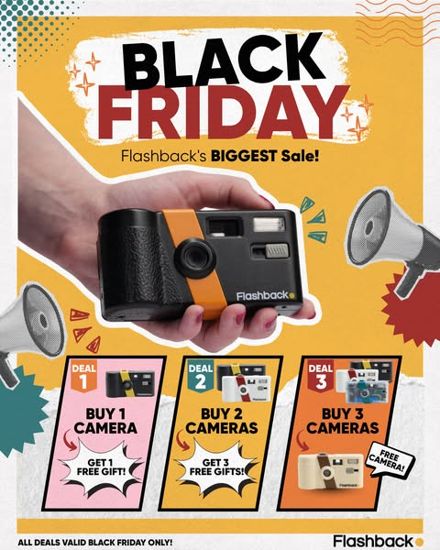 BLACK
FRIDAY
Flashback's BIGGEST Sale!
Flashback
DEAL
1
BUY 1
CAMERA
GET 1
FREE GIFT!
DEAL
2
BUY 2
CAMERAS
GET 3
FREE GIFTS!
DEAL
3
BUY 3
CAMERAS
FREE
CAMERA!
ALL DEALS VALID BLACK FRIDAY ONLY!
Flashback